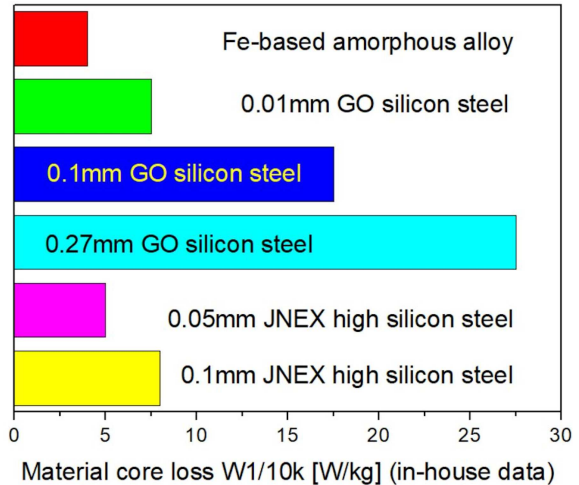 Fe-based amorphous alloy
0.01mm GO silicon steel
0.1mm GO silicon steel
0.27mm GO silicon steel
0.05mm JNEX high silicon steel
0.1mm JNEX high silicon steel
0 5 10 15 20 25 30
Material core loss W1/10k [W/kg] (in-house data)